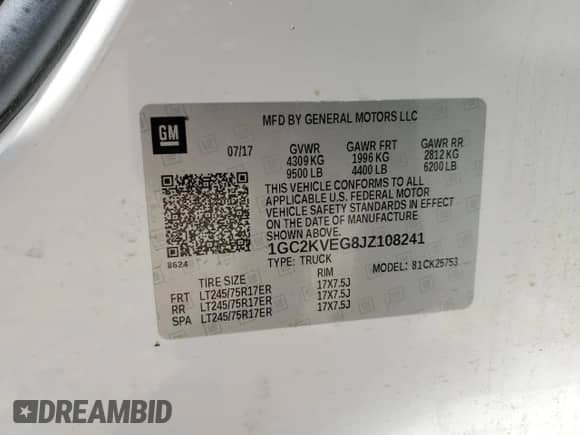 GM
MFD BY GENERAL MOTORS LLC
07/17 GVWR GAWR FRT GAWR RR
4309 KG 1996 KG 2812 KG
9500 LB 4400 LB 6200 LB
THIS VEHICLE CONFORMS TO ALL
APPLICABLE U.S. FEDERAL MOTOR
VEHICLE SAFETY STANDARDS IN EFFECT
ON THE DATE OF MANUFACTURE
SHOWN ABOVE.
1GC2KVEG8JZ108241
8624 TYPE: TRUCK MODEL: 81CK25753
TIRE SIZE RIM
FRT LT245/75R17ER 17X7.5J
RR LT245/75R17ER 17X7.5J
SPA LT245/75R17ER 17X7.5J
DREAMBID